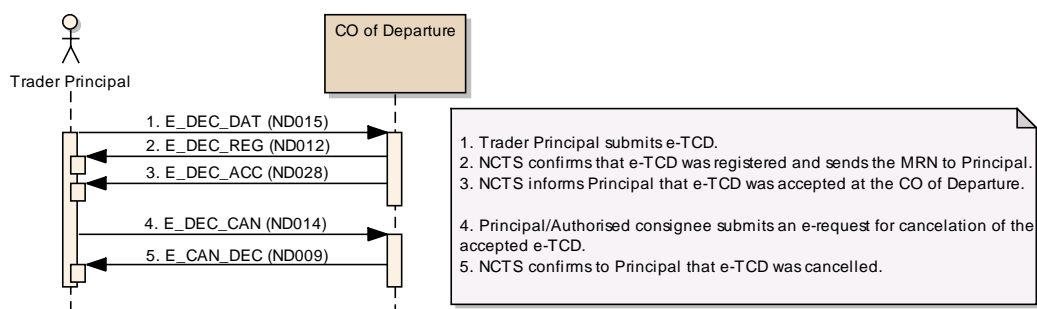 CO of Departure
Trader Principal
1. E_DEC_DAT (ND015)
2. E_DEC_REG (ND012)
3. E_DEC_ACC (ND028)
4. E_DEC_CAN (ND014)
5. E_CAN_DEC (ND009)
1. Trader Principal submits e-TCD.
2. NCTS confirms that e-TCD was registered and sends the MRN to Principal.
3. NCTS informs Principal that e-TCD was accepted at the CO of Departure.
4. Principal/Authorised consignee submits an e-request for cancelation of the
accepted e-TCD.
5. NCTS confirms to Principal that e-TCD was cancelled.